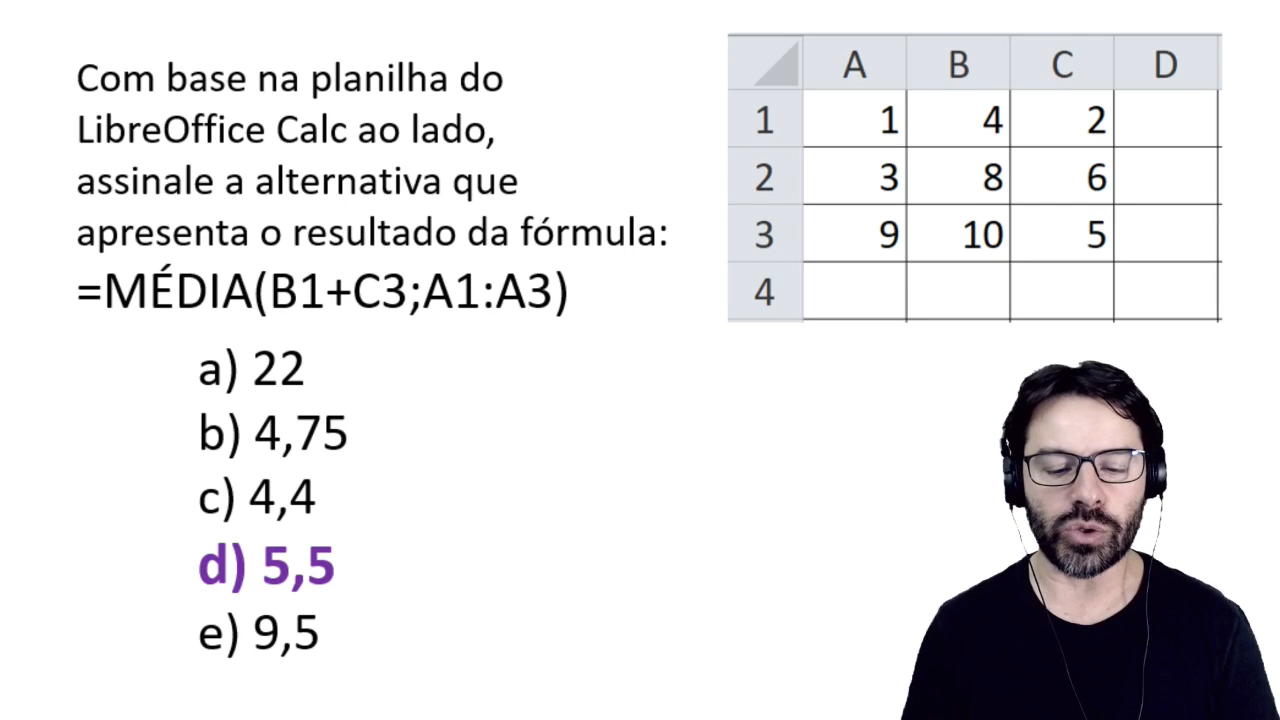 Com base na planilha do
LibreOffice Calc ao lado,
assinale a alternativa que
apresenta o resultado da fórmula:
=MÉDIA(B1+C3;A1:A3)
a) 22
b) 4,75
c) 4,4
d) 5,5
e) 9,5
A B C D
1 1 4 2
2 3 8 6
3 9 10 5
4